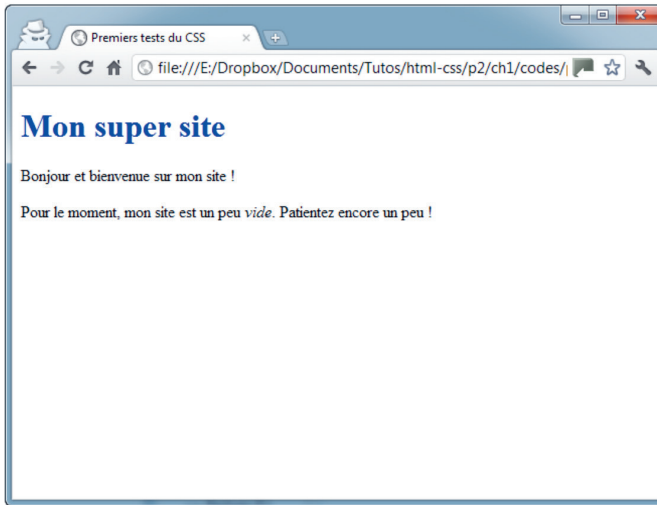 Premiers tests du CSS
file:///E:/Dropbox/Documents/Tutos/html-css/p2/ch1/codes/
Mon super site
Bonjour et bienvenue sur mon site !
Pour le moment, mon site est un peu vide. Patientez encore un peu !